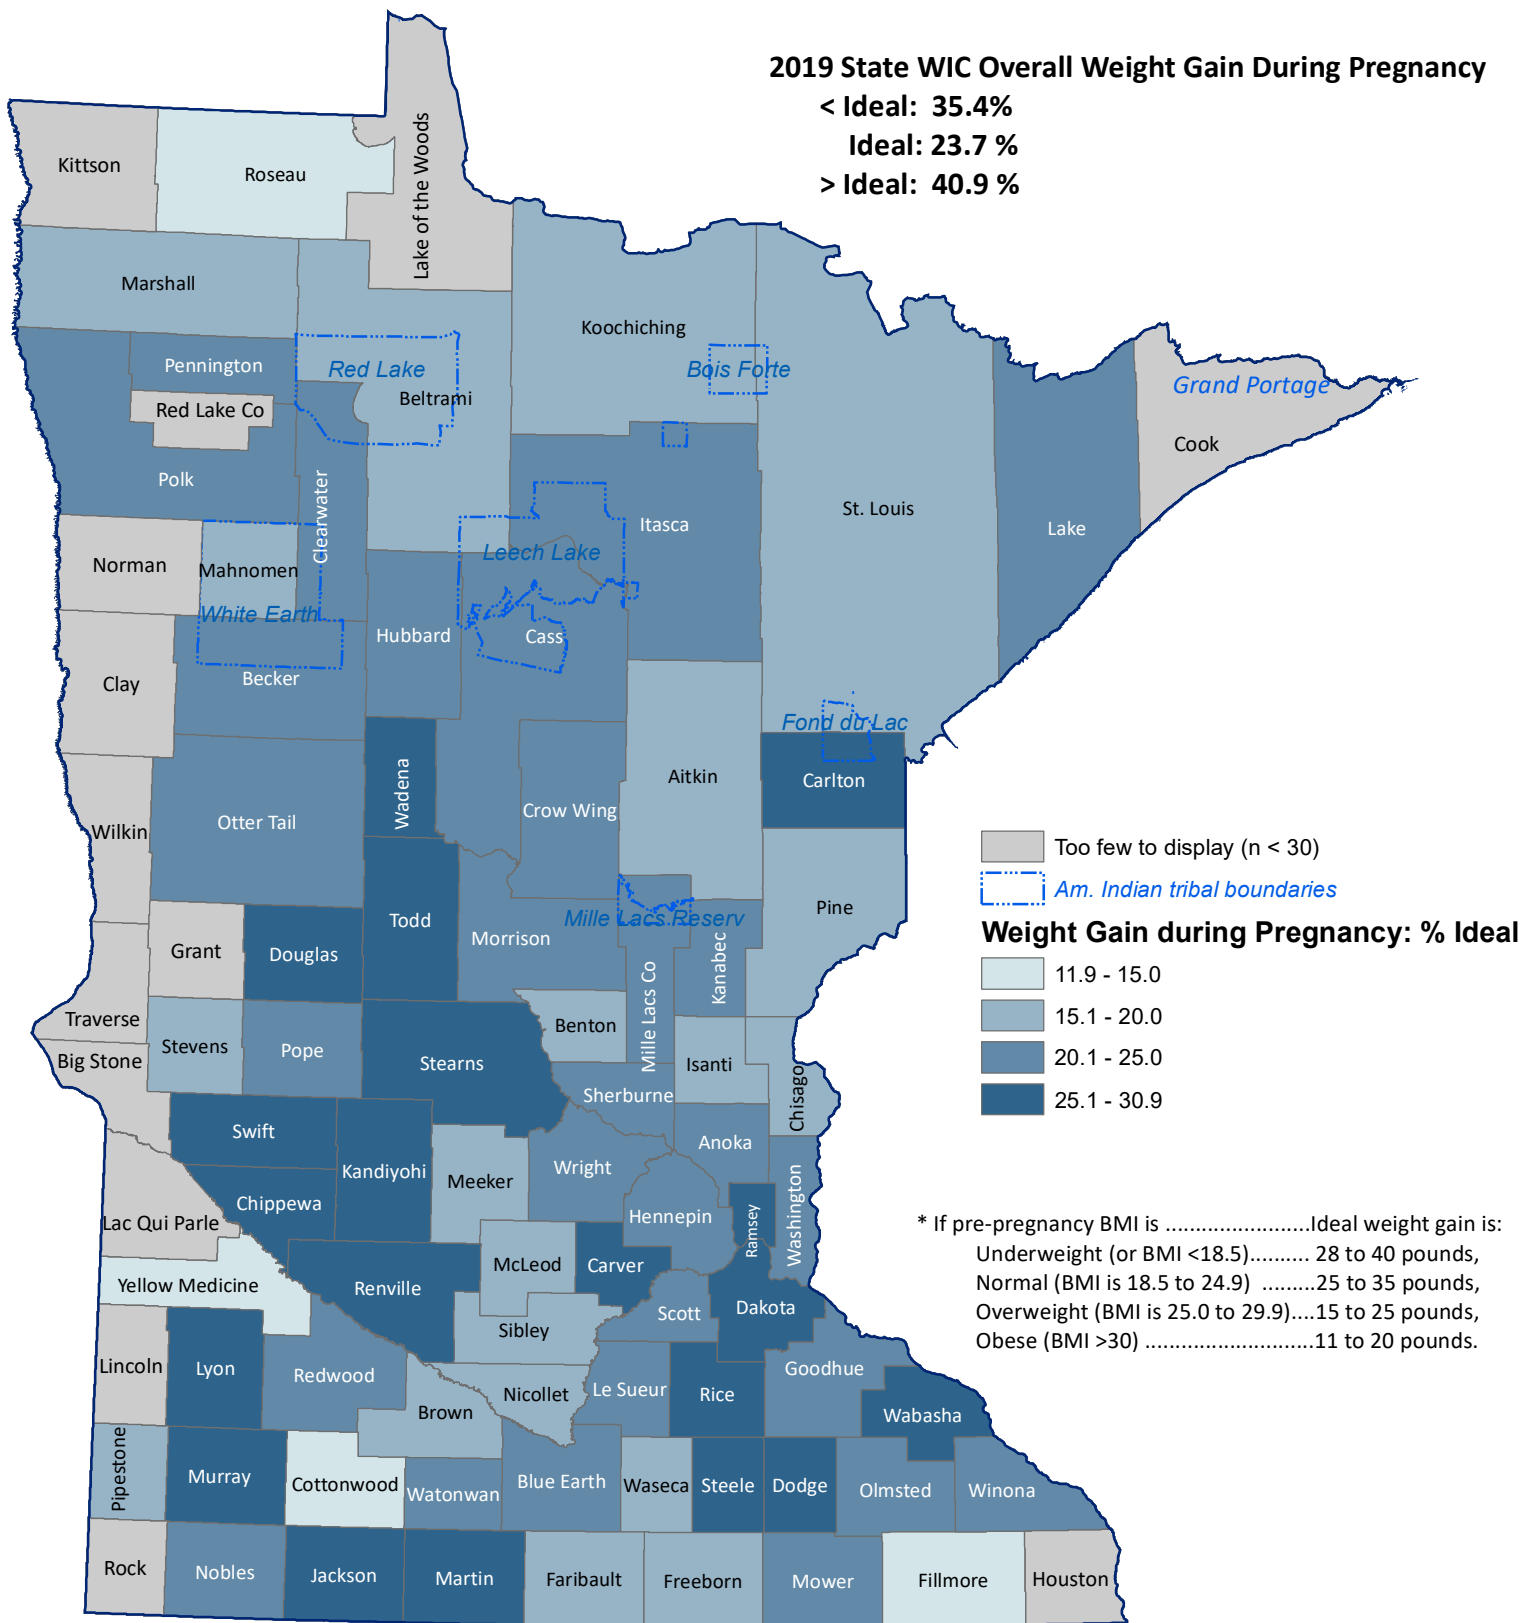 2019 State WIC Overall Weight Gain During Pregnancy
< Ideal: 35.4%
Ideal: 23.7 %
> Ideal: 40.9 %
Kittson
Roseau
Lake of the Woods
Marshall
Koochiching
Pennington
Red Lake
Bois Forte
Grand Portage
Beltrami
Red Lake Co
Cook
Polk
Clearwater
St. Louis
Itasca
Lake
Leech Lake
Norman
Mahnomen
White Earth
Hubbard
Cass
Clay
Becker
Fond du Lac
Aitkin
Carlton
Wadena
Crow Wing
Otter Tail
Wilkin
Too few to display (n < 30)
Am. Indian tribal boundaries
Pine
Todd
Mille Lacs Reserv
Morrison
Weight Gain during Pregnancy: % Ideal
Grant
Douglas
Kanabec
11.9 - 15.0
Mille Lacs Co
Traverse
Benton
15.1 - 20.0
Stevens
Pope
Big Stone
Stearns
Isanti
20.1 - 25.0
Sherburne
Chisago
25.1 - 30.9
Swift
Anoka
Kandiyohi
Wright
Meeker
Washington
Chippewa
Hennepin
Ramsey
Lac Qui Parle
* If pre-pregnancy BMI is ........................Ideal weight gain is:
Underweight (or BMI <18.5).......... 28 to 40 pounds,
Normal (BMI is 18.5 to 24.9) .........25 to 35 pounds,
Overweight (BMI is 25.0 to 29.9)....15 to 25 pounds,
Obese (BMI >30) ............................11 to 20 pounds.
Yellow Medicine
Renville
McLeod
Carver
Scott
Dakota
Sibley
Lincoln
Lyon
Redwood
Goodhue
Nicollet
Le Sueur
Rice
Brown
Wabasha
Pipestone
Murray
Cottonwood
Watonwan
Blue Earth
Waseca
Steele
Dodge
Olmsted
Winona
Rock
Nobles
Jackson
Martin
Faribault
Freeborn
Mower
Fillmore
Houston